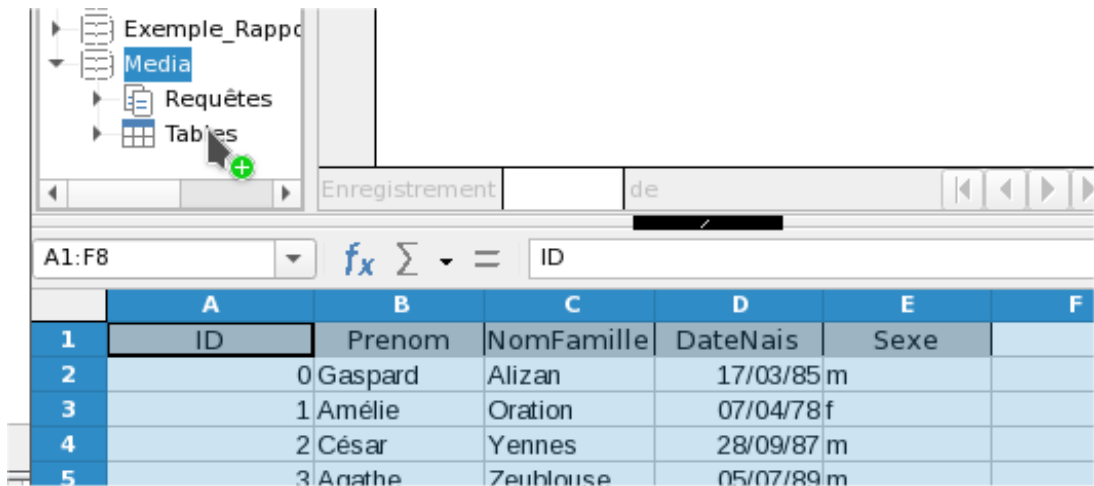 Exemple_Rappo
Media
Requêtes
Tables
Enregistrement de
A1:F8 fx Σ = ID
A B C D E F
1 ID Prenom NomFamille DateNais Sexe
2 0 Gaspard Alizan 17/03/85 m
3 1 Amélie Oration 07/04/78 f
4 2 César Yennes 28/09/87 m
5 3 Agathe Zeublouse 05/07/89 m